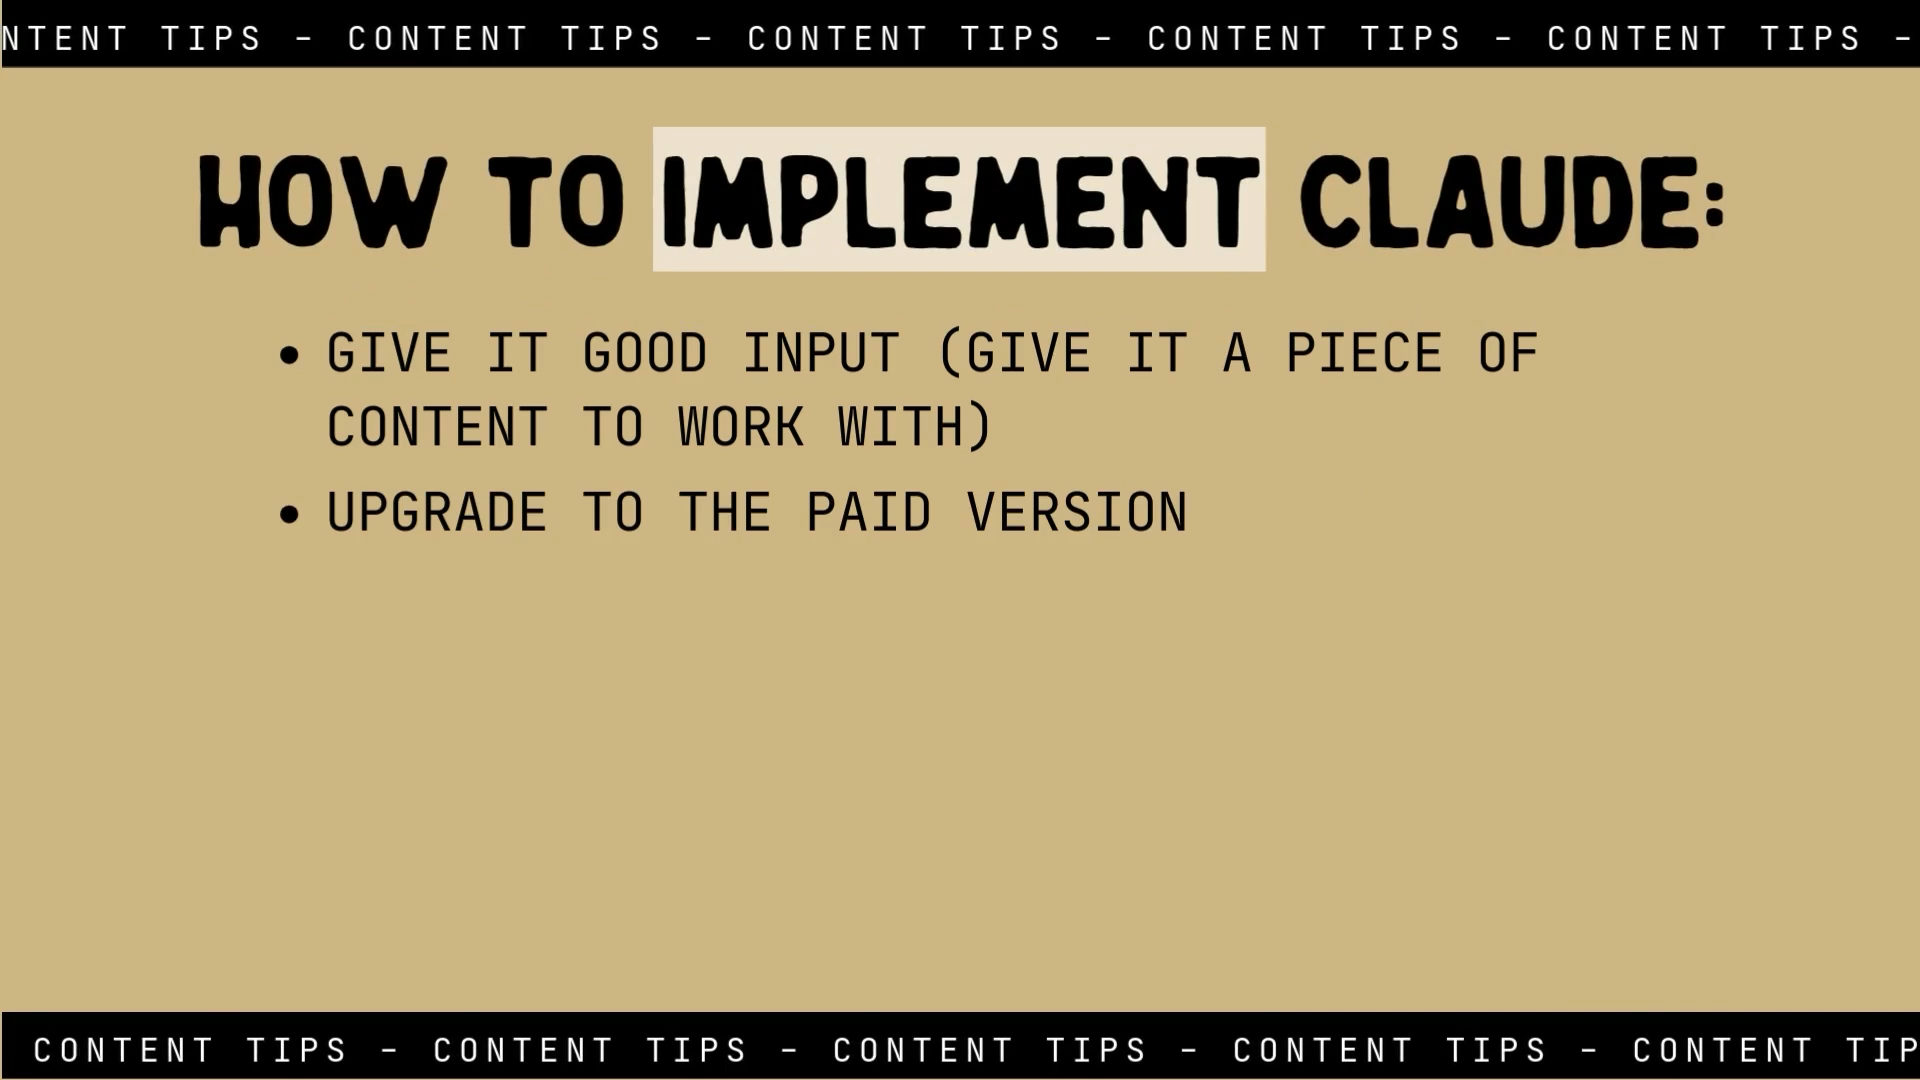 NTENT TIPS – CONTENT TIPS – CONTENT TIPS – CONTENT TIPS – CONTENT TIPS –
HOW TO IMPLEMENT CLAUDE:
• GIVE IT GOOD INPUT (GIVE IT A PIECE OF
CONTENT TO WORK WITH)
• UPGRADE TO THE PAID VERSION
CONTENT TIPS – CONTENT TIPS – CONTENT TIPS – CONTENT TIPS – CONTENT TIP